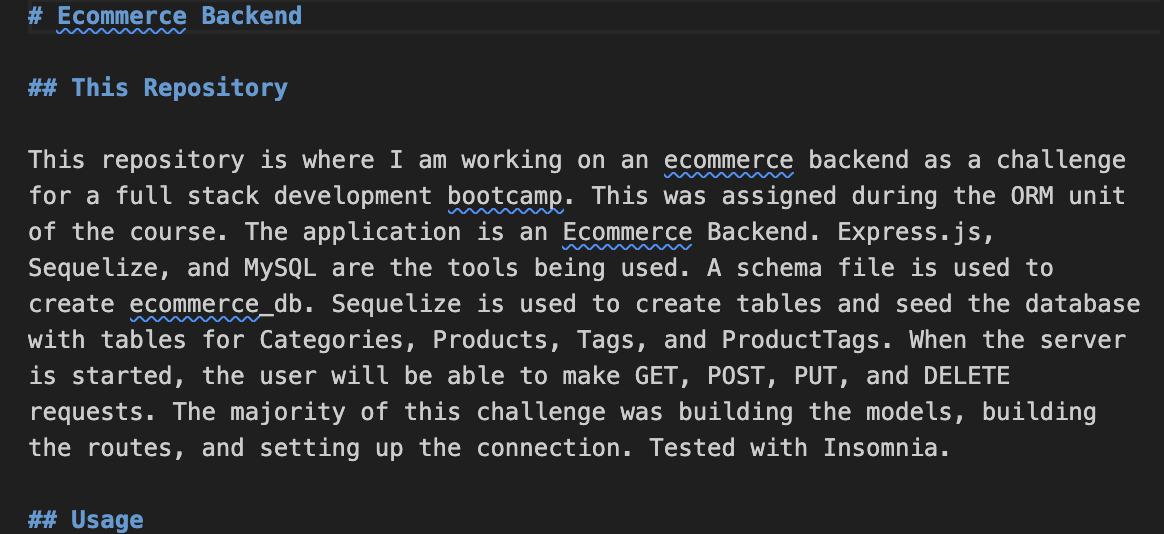 # Ecommerce Backend
## This Repository
This repository is where I am working on an ecommerce backend as a challenge
for a full stack development bootcamp. This was assigned during the ORM unit
of the course. The application is an Ecommerce Backend. Express.js,
Sequelize, and MySQL are the tools being used. A schema file is used to
create ecommerce_db. Sequelize is used to create tables and seed the database
with tables for Categories, Products, Tags, and ProductTags. When the server
is started, the user will be able to make GET, POST, PUT, and DELETE
requests. The majority of this challenge was building the models, building
the routes, and setting up the connection. Tested with Insomnia.
## Usage